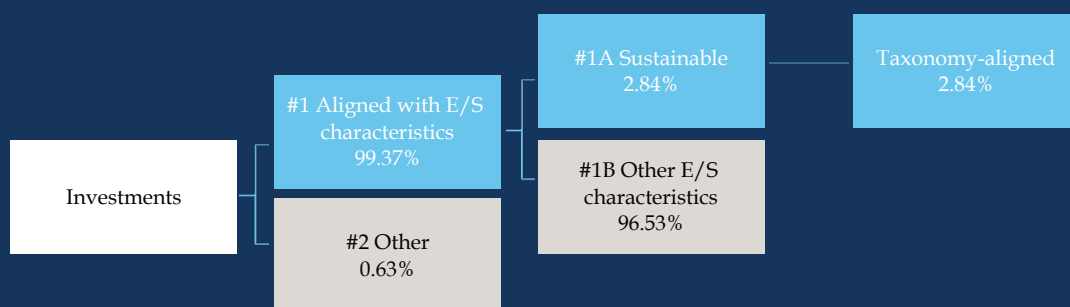 Investments
#1 Aligned with E/S
characteristics
99.37%
#2 Other
0.63%
#1A Sustainable
2.84%
#1B Other E/S
characteristics
96.53%
Taxonomy-aligned
2.84%